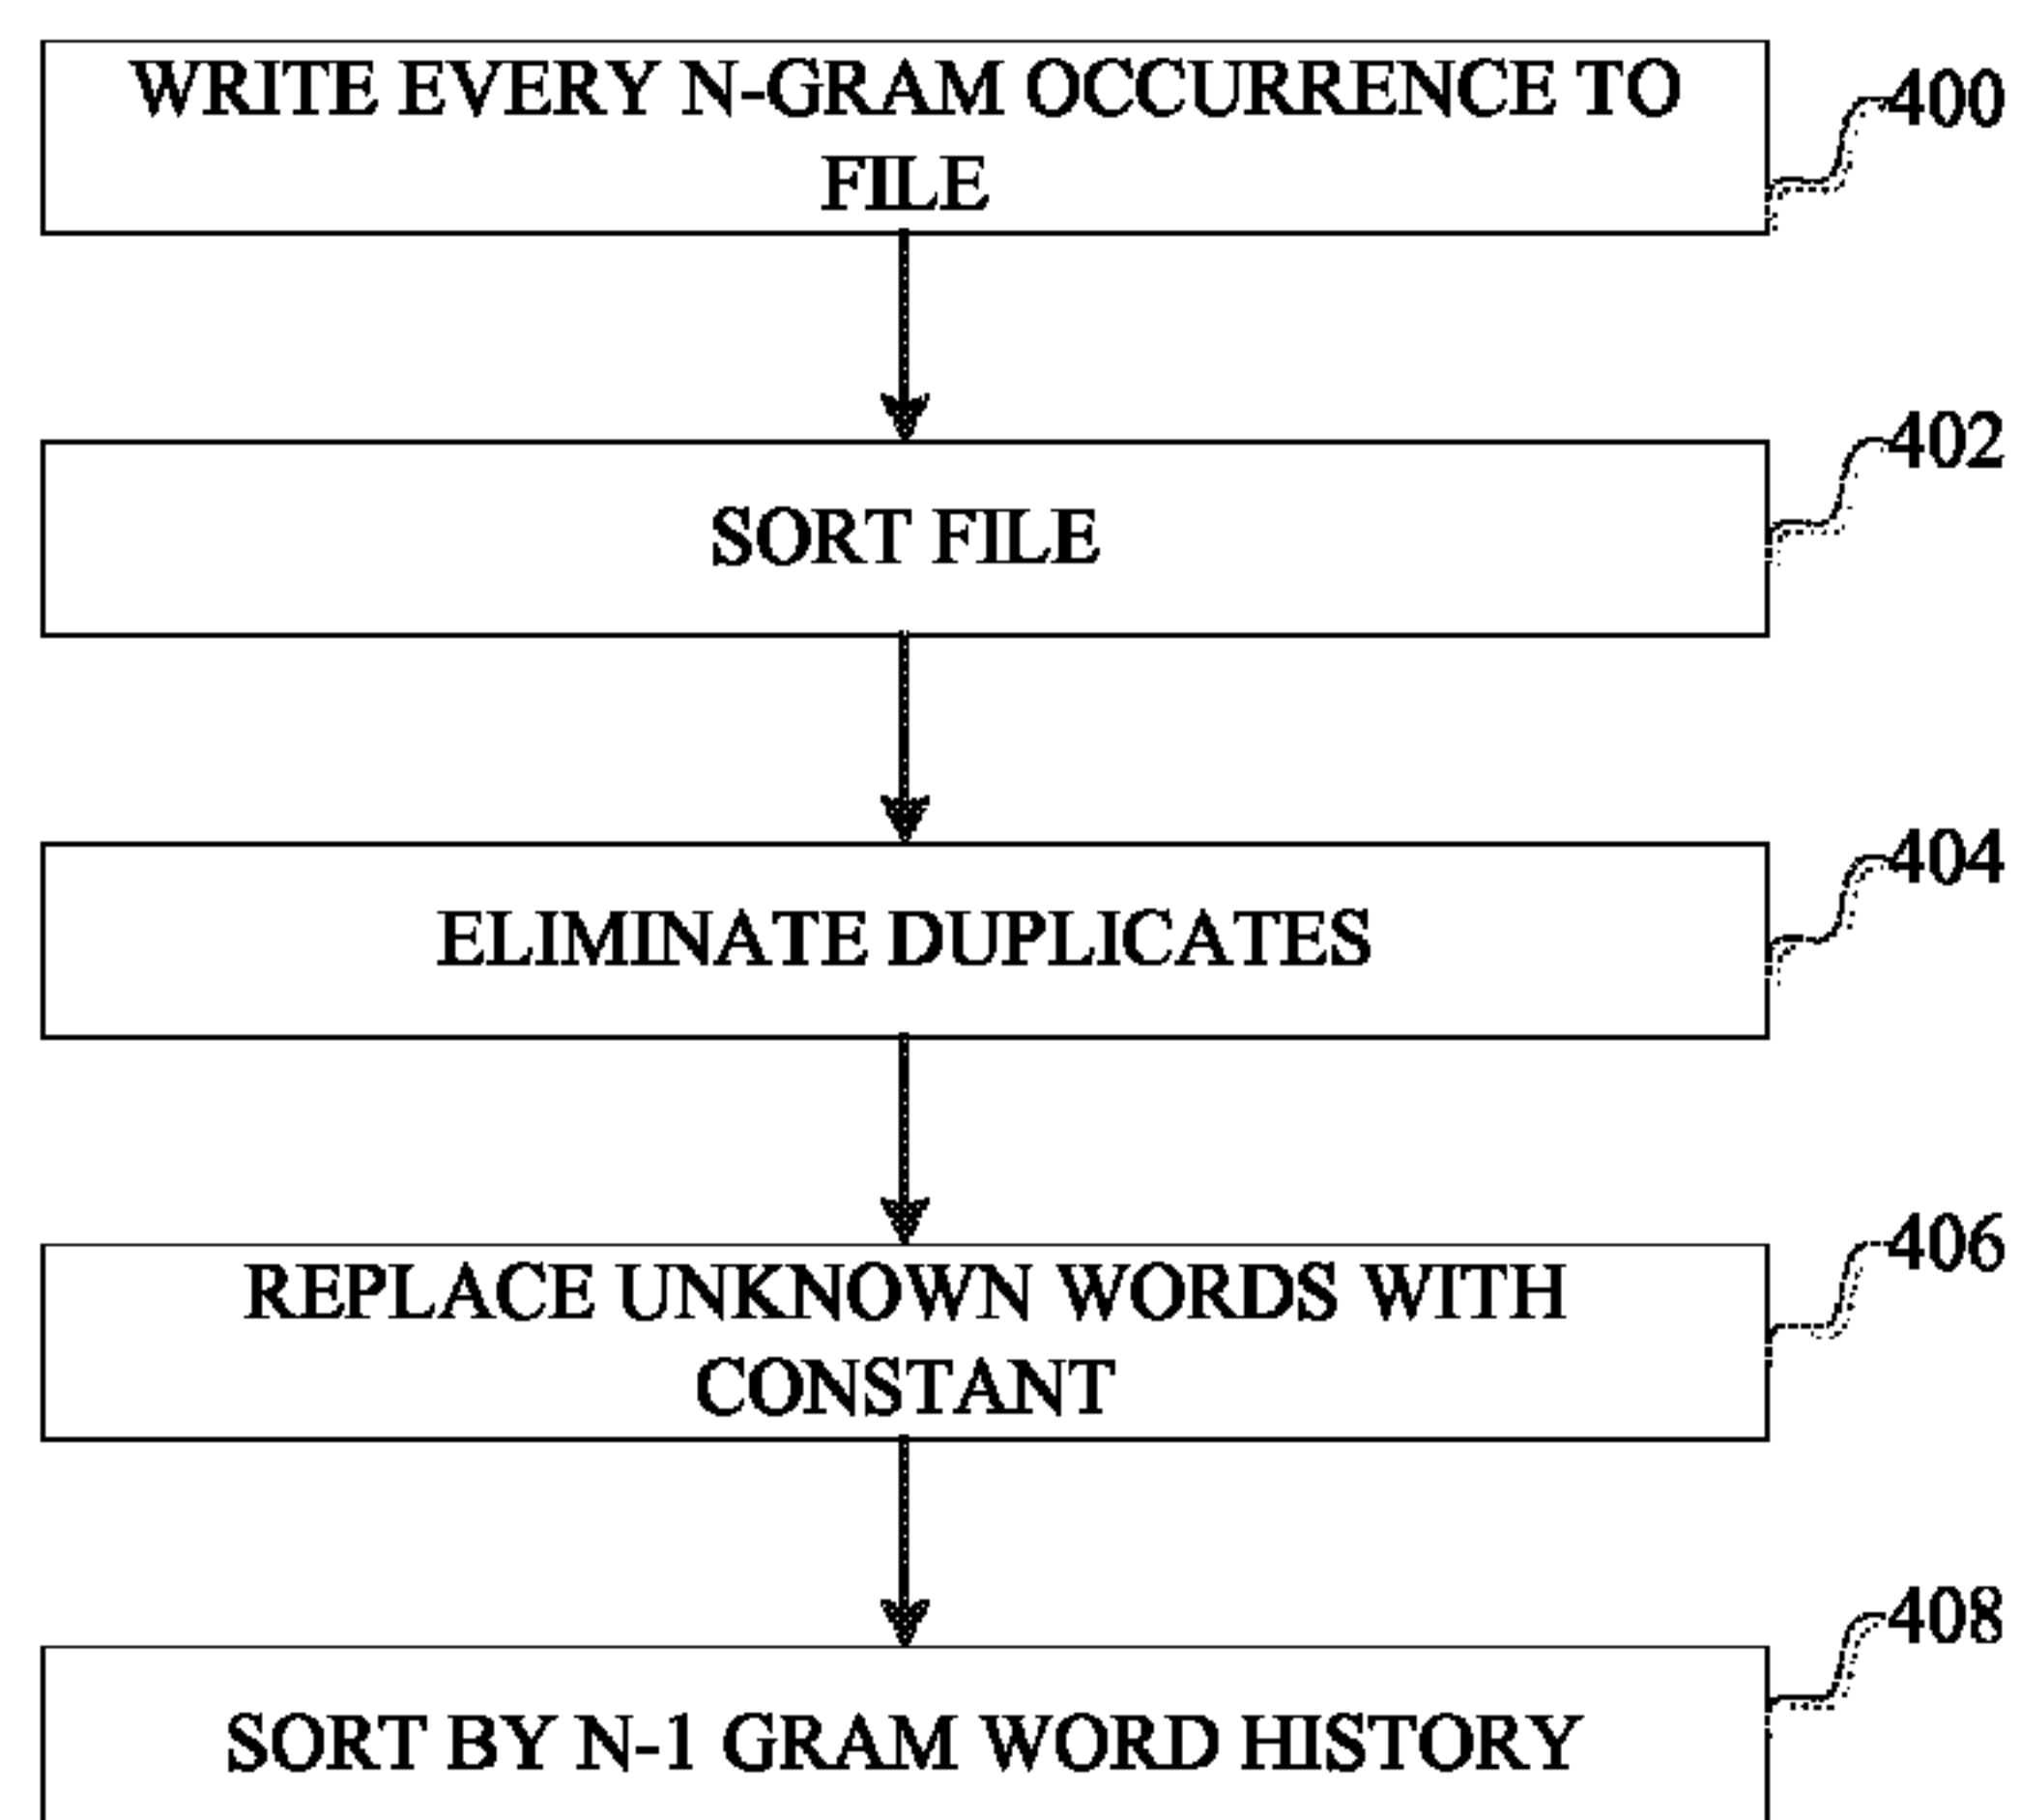 WRITE EVERY N-GRAM OCCURRENCE TO
FILE
400
SORT FILE
402
ELIMINATE DUPLICATES
404
REPLACE UNKNOWN WORDS WITH
CONSTANT
406
SORT BY N-1 GRAM WORD HISTORY
408